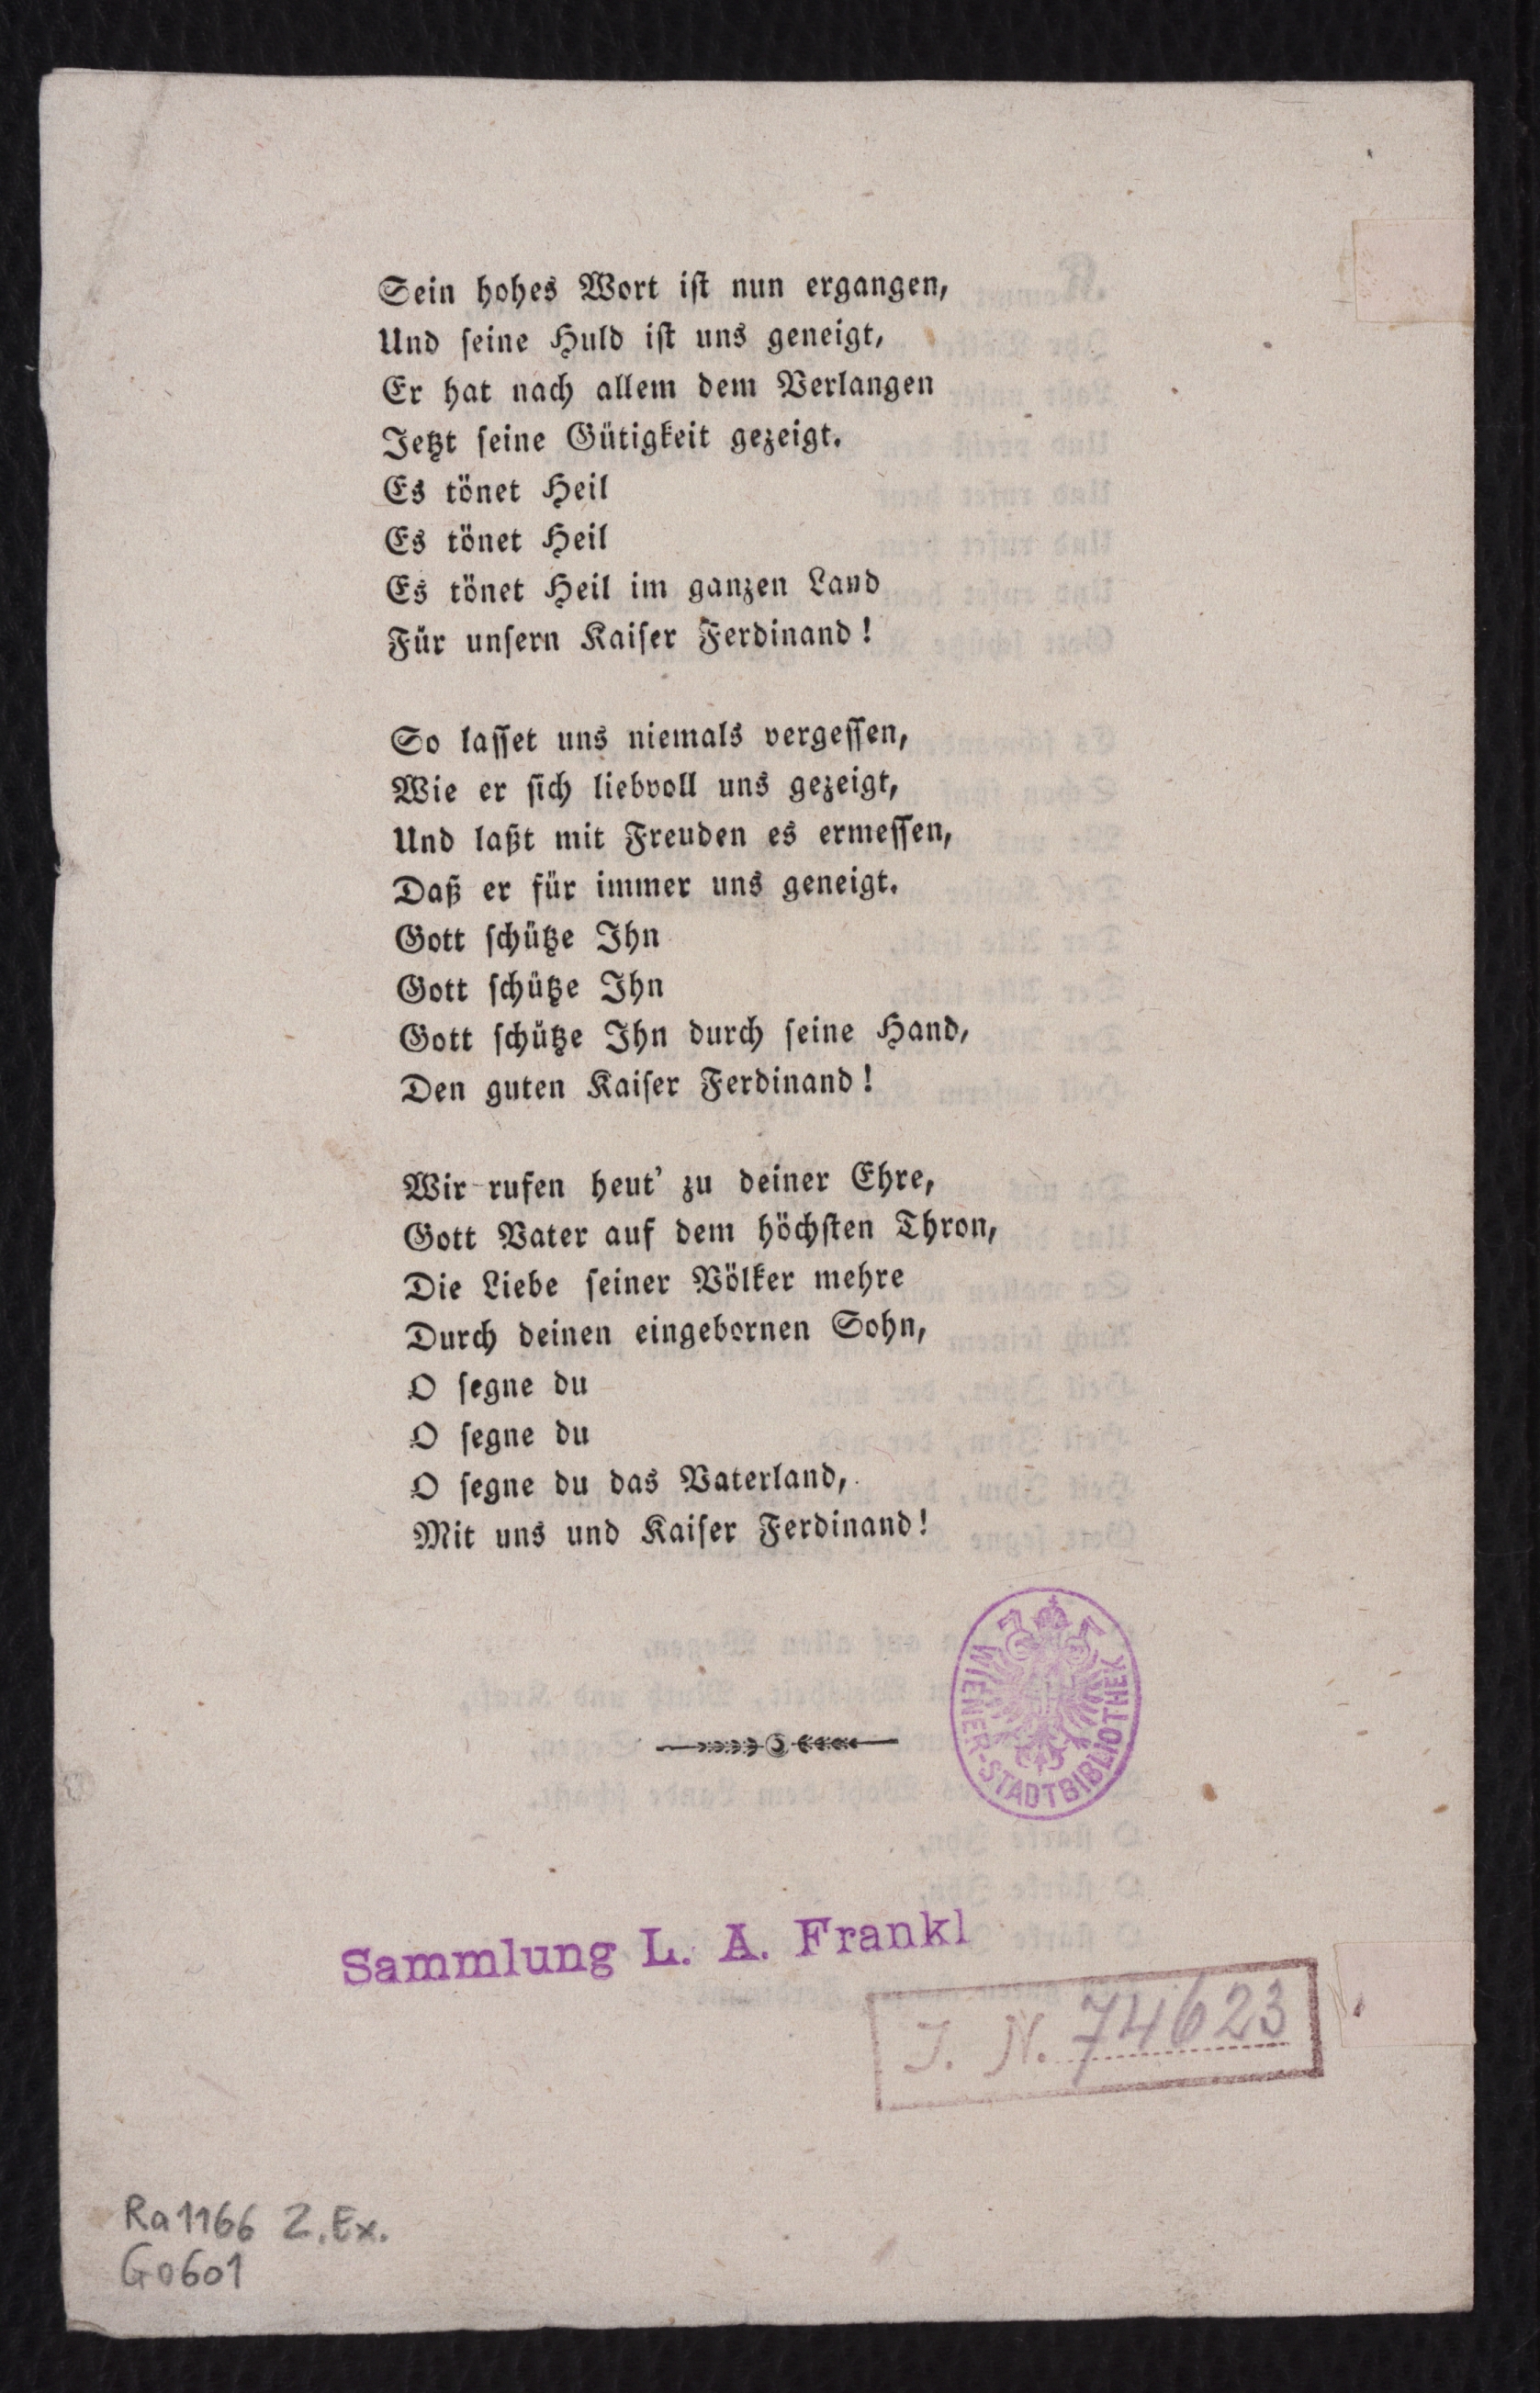 Sein hohes Wort ist nun ergangen,
Und seine Huld ist uns geneigt,
Er hat nach allem dem Verlangen
Jetzt seine Gütigkeit gezeigt.
Es tönet Heil
Es tönet Heil
Es tönet Heil im ganzen Land
Für unsern Kaiser Ferdinand!
So lasset uns niemals vergessen,
Wie er sich liebvoll uns gezeigt,
Und laßt mit Freuden es ermessen,
Daß er für immer uns geneigt.
Gott schütze Ihn
Gott schütze Ihn
Gott schütze Ihn durch seine Hand,
Den guten Kaiser Ferdinand!
Wir rufen heut' zu deiner Ehre,
Gott Vater auf dem höchsten Thron,
Die Liebe seiner Völker mehre
Durch deinen eingebornen Sohn,
O segne du
O segne du
O segne du das Vaterland,
Mit uns und Kaiser Ferdinand!
WIENER-STADTBIBLIOTHEK
Sammlung L. A. Frankl
J. N. 74623
Ra1166 2.Ex.
G0601